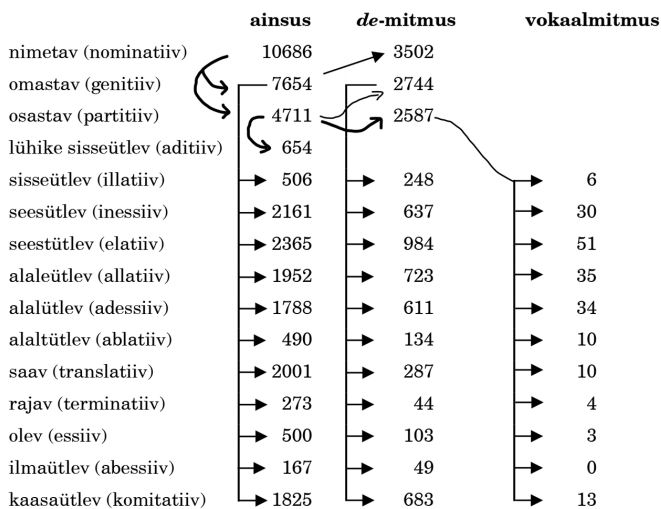 ainsus de-mitmus vokaalmitmus
nimetav (nominatiiv) 10686 3502
omastav (genitiiv) 7654 2744
osastav (partitiiv) 4711 2587
lühike sisseütlev (aditiiv) 654
sisseütlev (illatiiv) 506 248 6
seesütlev (inessiiv) 2161 637 30
seestütlev (elatiiv) 2365 984 51
alaleütlev (allatiiv) 1952 723 35
alalütlev (adessiiv) 1788 611 34
alaltütlev (ablatiiv) 490 134 10
saav (translatiiv) 2001 287 10
rajav (terminatiiv) 273 44 4
olev (essiiv) 500 103 3
ilmaütlev (abessiiv) 167 49 0
kaasaütlev (komitatiiv) 1825 683 13